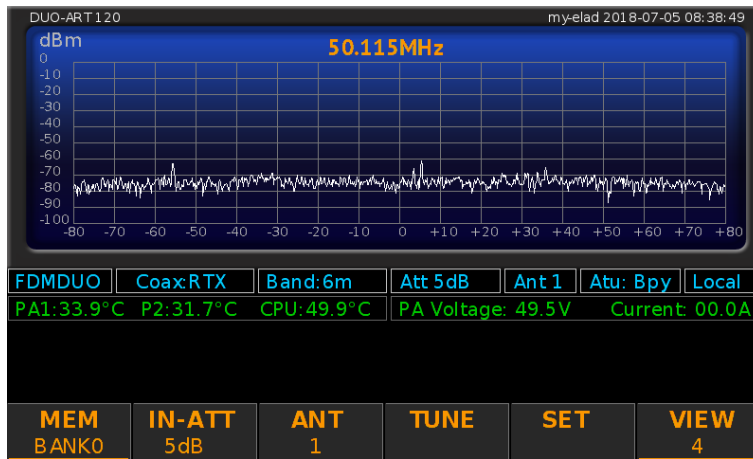 DUO-ART120 my-elad 2018-07-05 08:38:49
dBm 50.115MHz
0
-10
-20
-30
-40
-50
-60
-70
-80
-90
-100
-80 -70 -60 -50 -40 -30 -20 -10 0 +10 +20 +30 +40 +50 +60 +70 +80
FDMDUO Coax:RTX Band:6m Att 5dB Ant 1 Atu: Bpy Local
PA1:33.9°C P2:31.7°C CPU:49.9°C PA Voltage: 49.5V Current: 00.0A
MEM IN-ATT ANT TUNE SET VIEW
BANK0 5dB 1 4